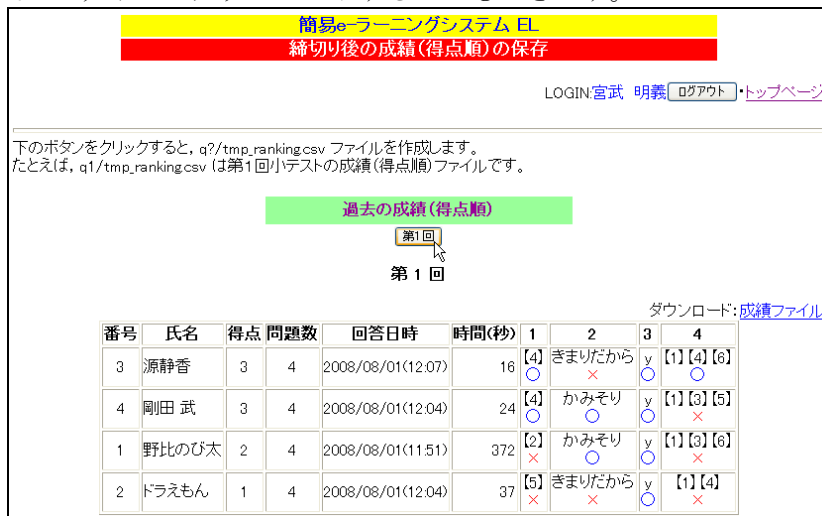 簡易e-ラーニングシステム EL
締切り後の成績(得点順)の保存
LOGIN:宮武 明義 ログアウト ・トップページ
下のボタンをクリックすると, q?/tmp_ranking.csv ファイルを作成します。
たとえば, q1/tmp_ranking.csv は第1回小テストの成績(得点順)ファイルです。
過去の成績(得点順)
第1回
第 1 回
ダウンロード:成績ファイル
番号 氏名 得点 問題数 回答日時 時間(秒) 1 2 3 4
3 源静香 3 4 2008/08/01(12:07) 16 【4】 きまりだから y 【1】【4】【6】
○ × ○ ○
4 剛田 武 3 4 2008/08/01(12:04) 24 【4】 かみそり y 【1】【3】【5】
○ ○ ○ ×
1 野比のび太 2 4 2008/08/01(11:51) 372 【2】 かみそり y 【1】【3】【6】
× ○ ○ ×
2 ドラえもん 1 4 2008/08/01(12:04) 37 【5】 きまりだから y 【1】【4】
× × ○ ×